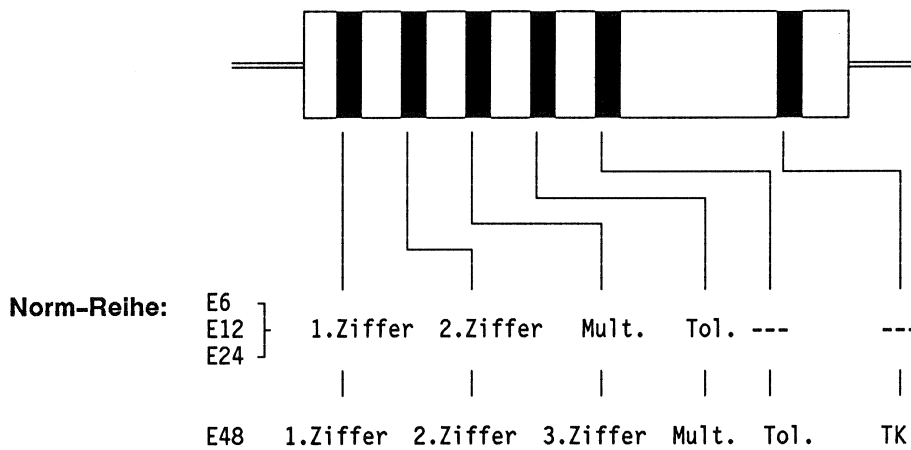 Norm-Reihe:
E6
E12
E24
1.Ziffer 2.Ziffer Mult. Tol. --- ---
E48 1.Ziffer 2.Ziffer 3.Ziffer Mult. Tol. TK